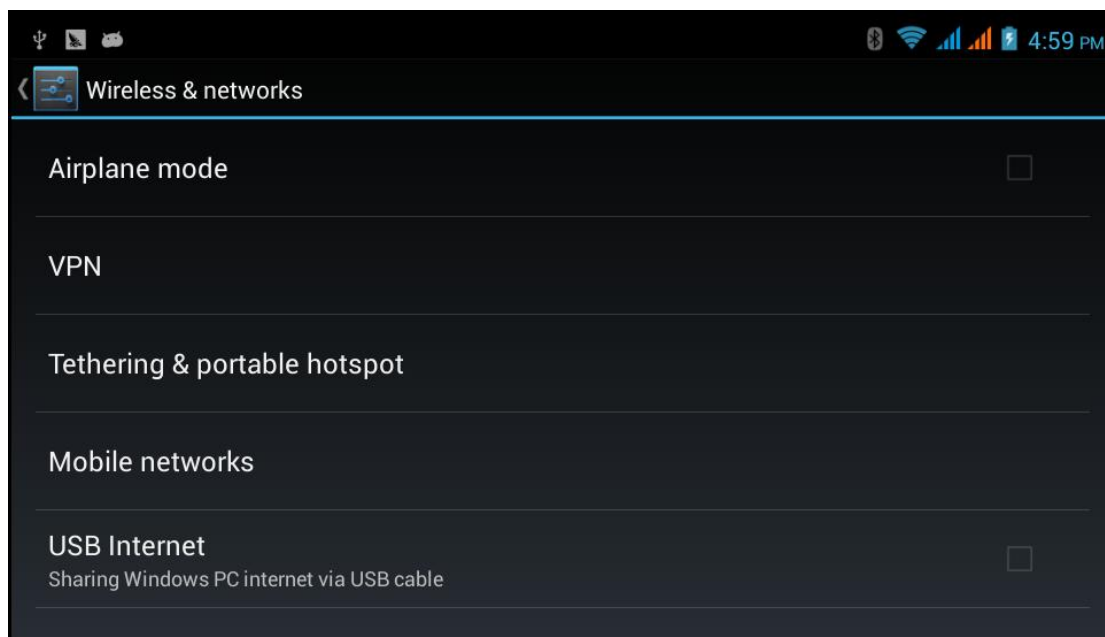 4:59 PM
Wireless & networks
Airplane mode
VPN
Tethering & portable hotspot
Mobile networks
USB Internet
Sharing Windows PC internet via USB cable